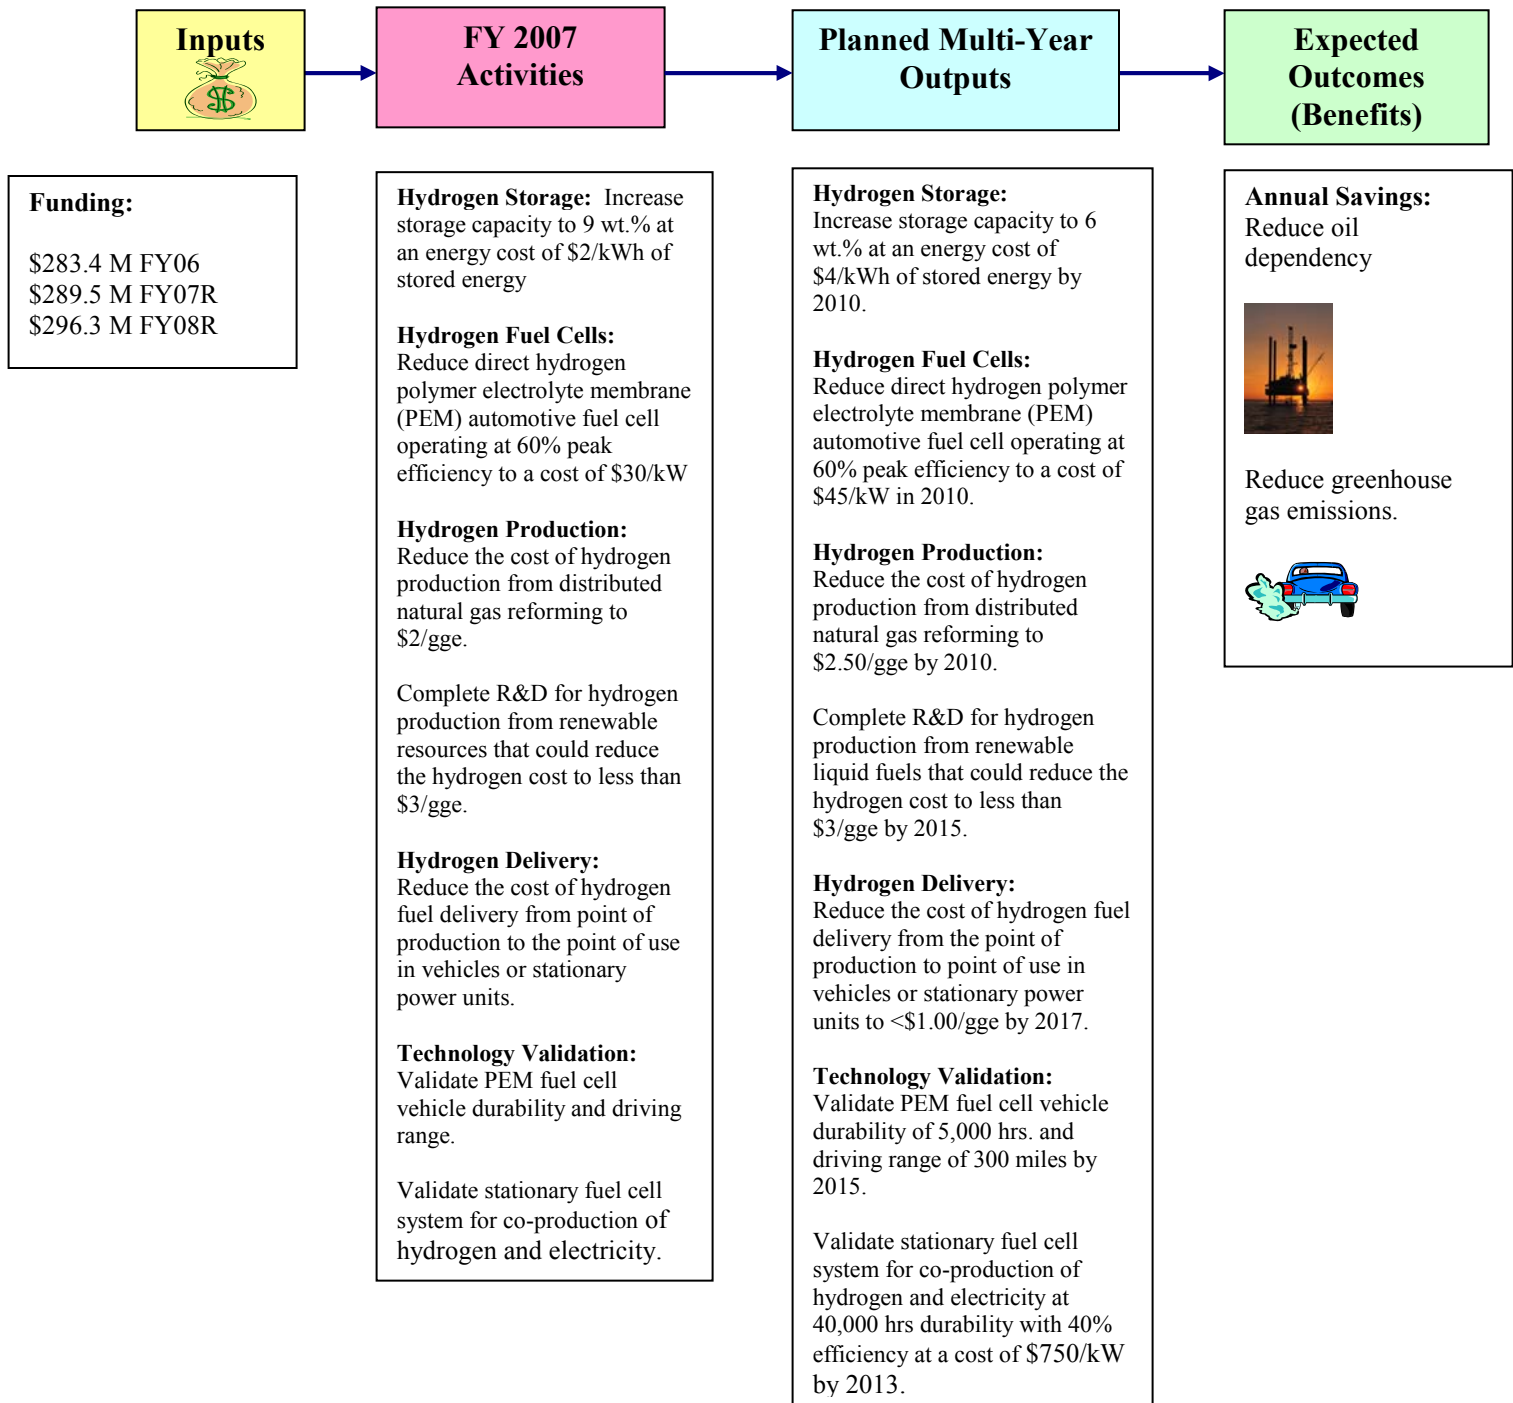 Inputs
FY 2007
Activities
Planned Multi-Year
Outputs
Expected
Outcomes
(Benefits)
Funding:
$283.4 M FY06
$289.5 M FY07R
$296.3 M FY08R
Hydrogen Storage: Increase
storage capacity to 9 wt.% at
an energy cost of $2/kWh of
stored energy
Hydrogen Fuel Cells:
Reduce direct hydrogen
polymer electrolyte membrane
(PEM) automotive fuel cell
operating at 60% peak
efficiency to a cost of $30/kW
Hydrogen Production:
Reduce the cost of hydrogen
production from distributed
natural gas reforming to
$2/gge.
Complete R&D for hydrogen
production from renewable
resources that could reduce
the hydrogen cost to less than
$3/gge.
Hydrogen Delivery:
Reduce the cost of hydrogen
fuel delivery from point of
production to the point of use
in vehicles or stationary
power units.
Technology Validation:
Validate PEM fuel cell
vehicle durability and driving
range.
Validate stationary fuel cell
system for co-production of
hydrogen and electricity.
Hydrogen Storage:
Increase storage capacity to 6
wt.% at an energy cost of
$4/kWh of stored energy by
2010.
Hydrogen Fuel Cells:
Reduce direct hydrogen polymer
electrolyte membrane (PEM)
automotive fuel cell operating at
60% peak efficiency to a cost of
$45/kW in 2010.
Hydrogen Production:
Reduce the cost of hydrogen
production from distributed
natural gas reforming to
$2.50/gge by 2010.
Complete R&D for hydrogen
production from renewable
liquid fuels that could reduce the
hydrogen cost to less than
$3/gge by 2015.
Hydrogen Delivery:
Reduce the cost of hydrogen fuel
delivery from the point of
production to point of use in
vehicles or stationary power
units to <$1.00/gge by 2017.
Technology Validation:
Validate PEM fuel cell vehicle
durability of 5,000 hrs. and
driving range of 300 miles by
2015.
Validate stationary fuel cell
system for co-production of
hydrogen and electricity at
40,000 hrs durability with 40%
efficiency at a cost of $750/kW
by 2013.
Annual Savings:
Reduce oil
dependency
Reduce greenhouse
gas emissions.